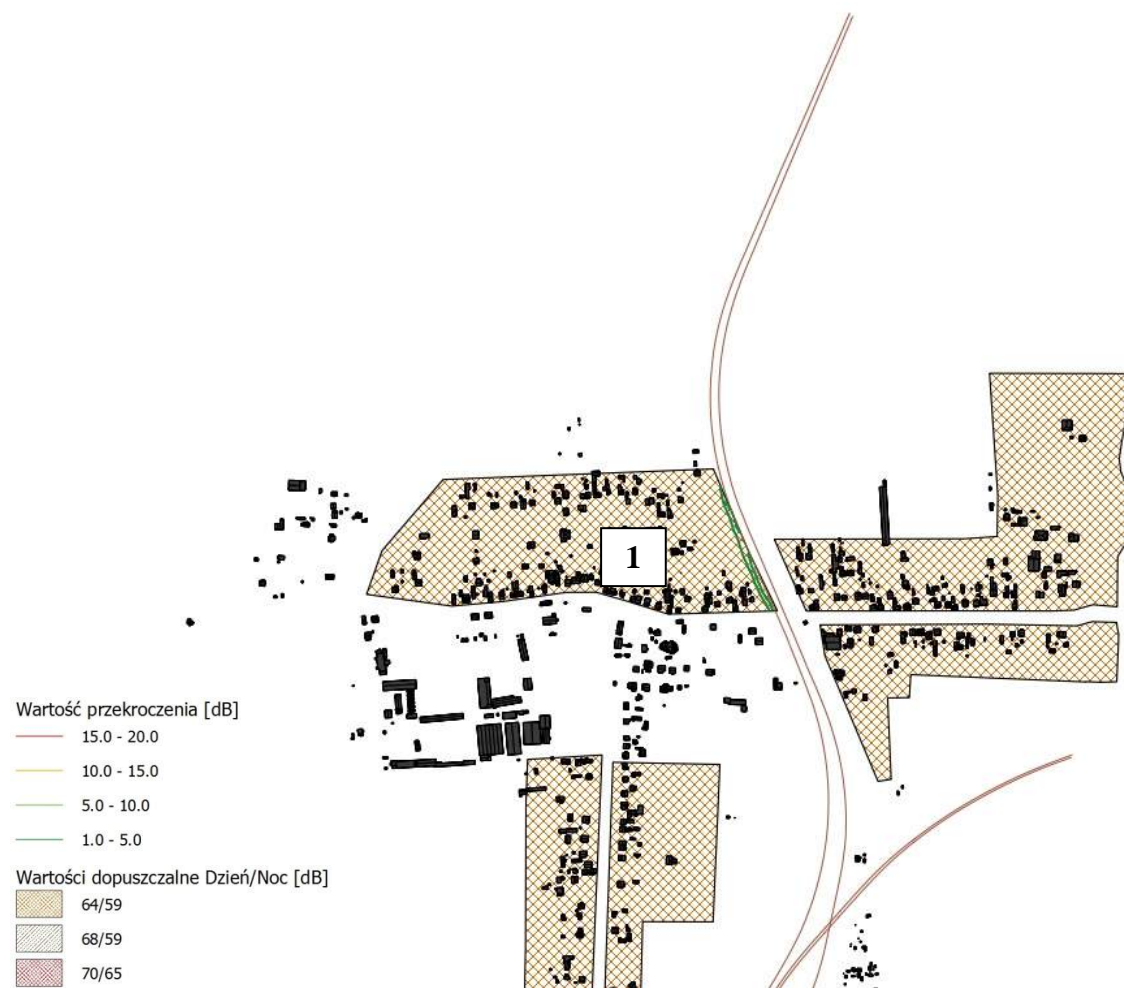 1
Wartość przekroczenia [dB]
15.0 - 20.0
10.0 - 15.0
5.0 - 10.0
1.0 - 5.0
Wartości dopuszczalne Dzień/Noc [dB]
64/59
68/59
70/65